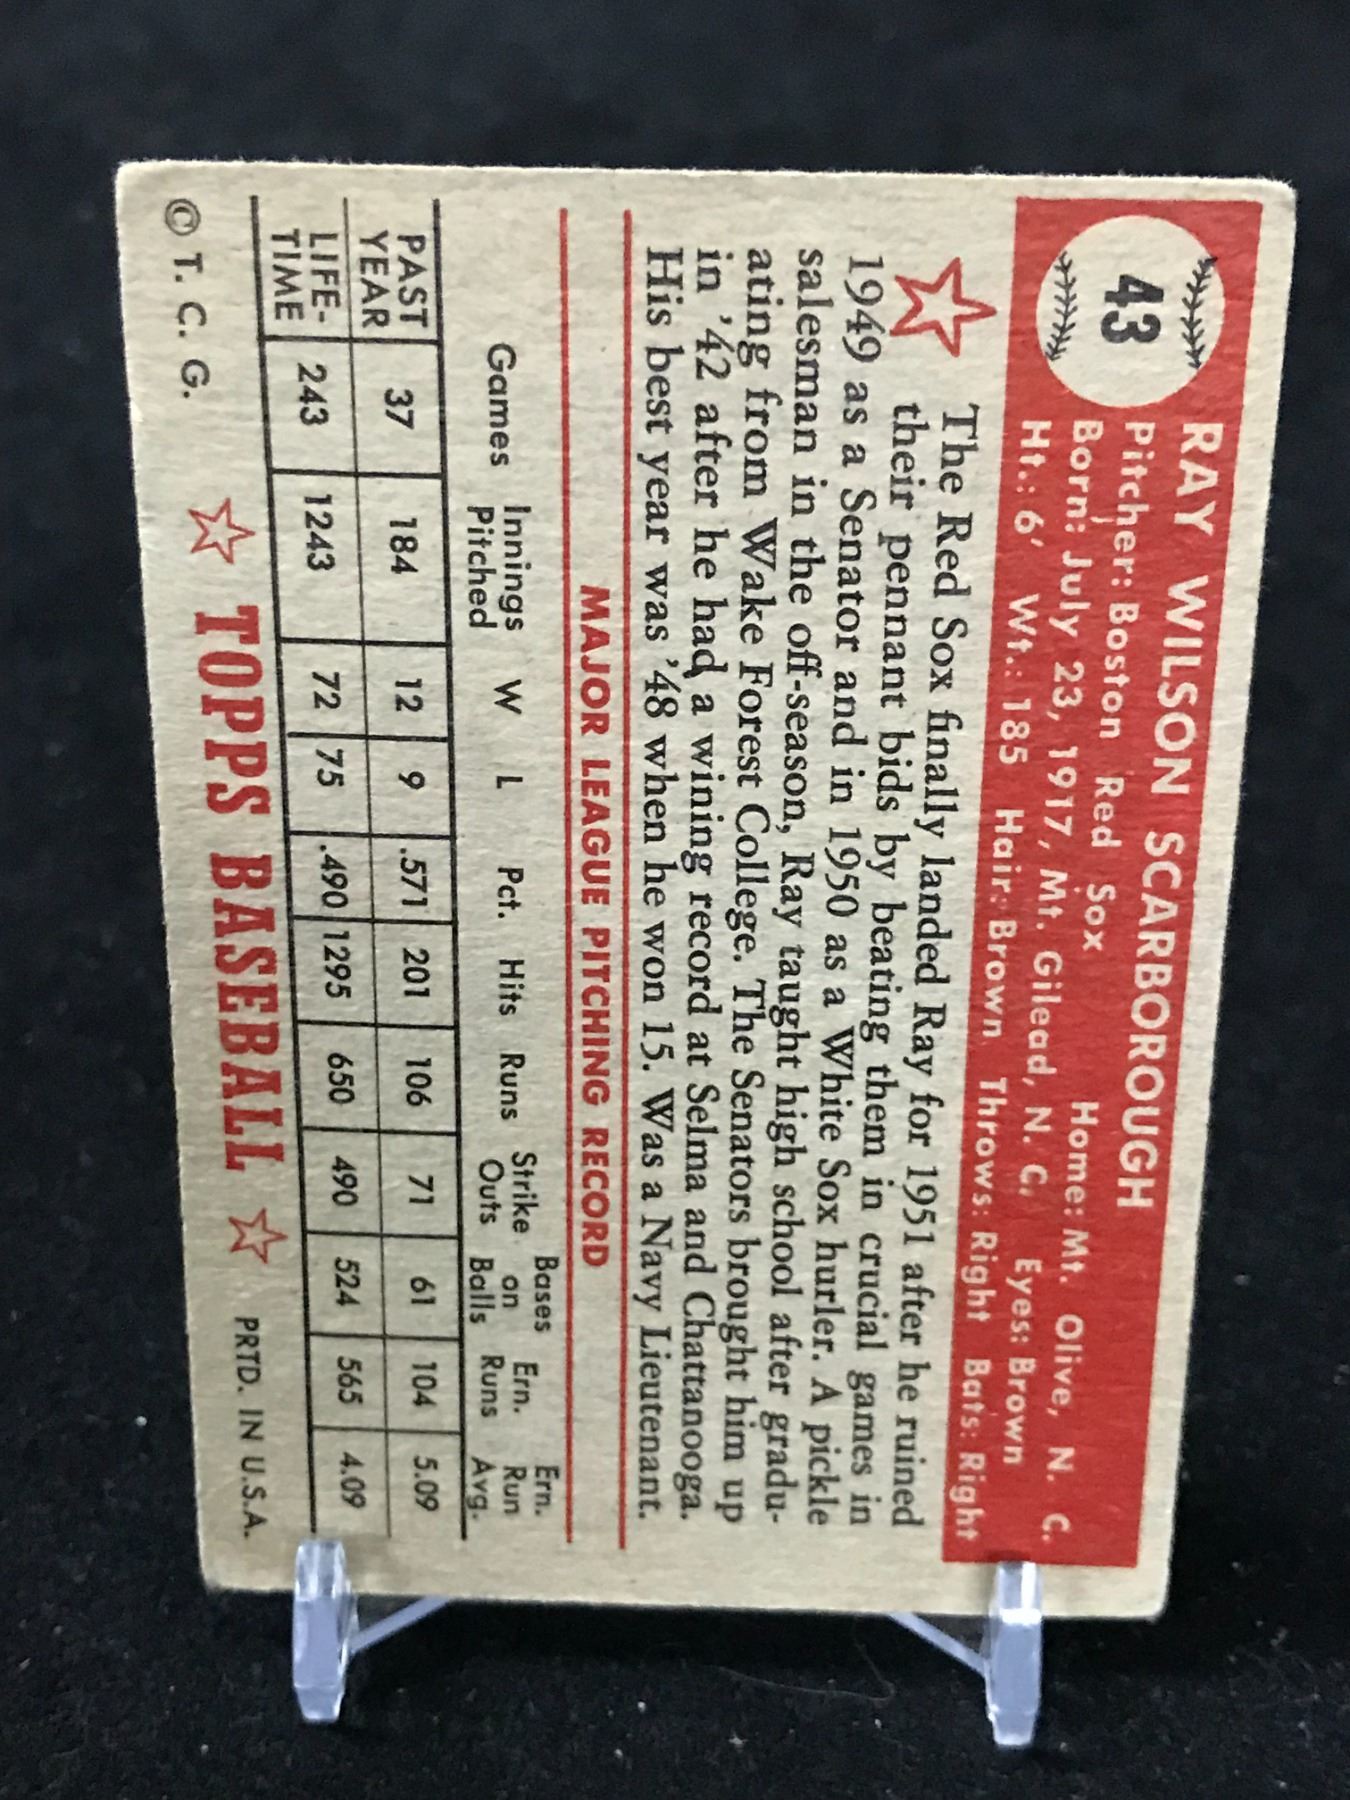 43
RAY WILSON SCARBOROUGH
Pitcher: Boston Red Sox Home: Mt. Olive, N. C.
Born: July 23, 1917, Mt. Gilead, N. C. Eyes: Brown
Ht.: 6' Wt.: 185 Hair: Brown Throws: Right Bats: Right
The Red Sox finally landed Ray for 1951 after he ruined
their pennant bids by beating them in crucial games in
1949 as a Senator and in 1950 as a White Sox hurler. A pickle
salesman in the off-season, Ray taught high school after gradu-
ating from Wake Forest College. The Senators brought him up
in '42 after he had a wining record at Selma and Chattanooga.
His best year was '48 when he won 15. Was a Navy Lieutenant.
MAJOR LEAGUE PITCHING RECORD
Games Innings Pitched W L Pct. Hits Runs Strike Outs Bases on Balls Ern. Runs Ern. Run Avg.
PAST YEAR 37 184 12 9 .571 201 106 71 61 104 5.09
LIFE-TIME 243 1243 72 75 .490 1295 650 490 524 565 4.09
© T. C. G. TOPPS BASEBALL PRTD. IN U.S.A.